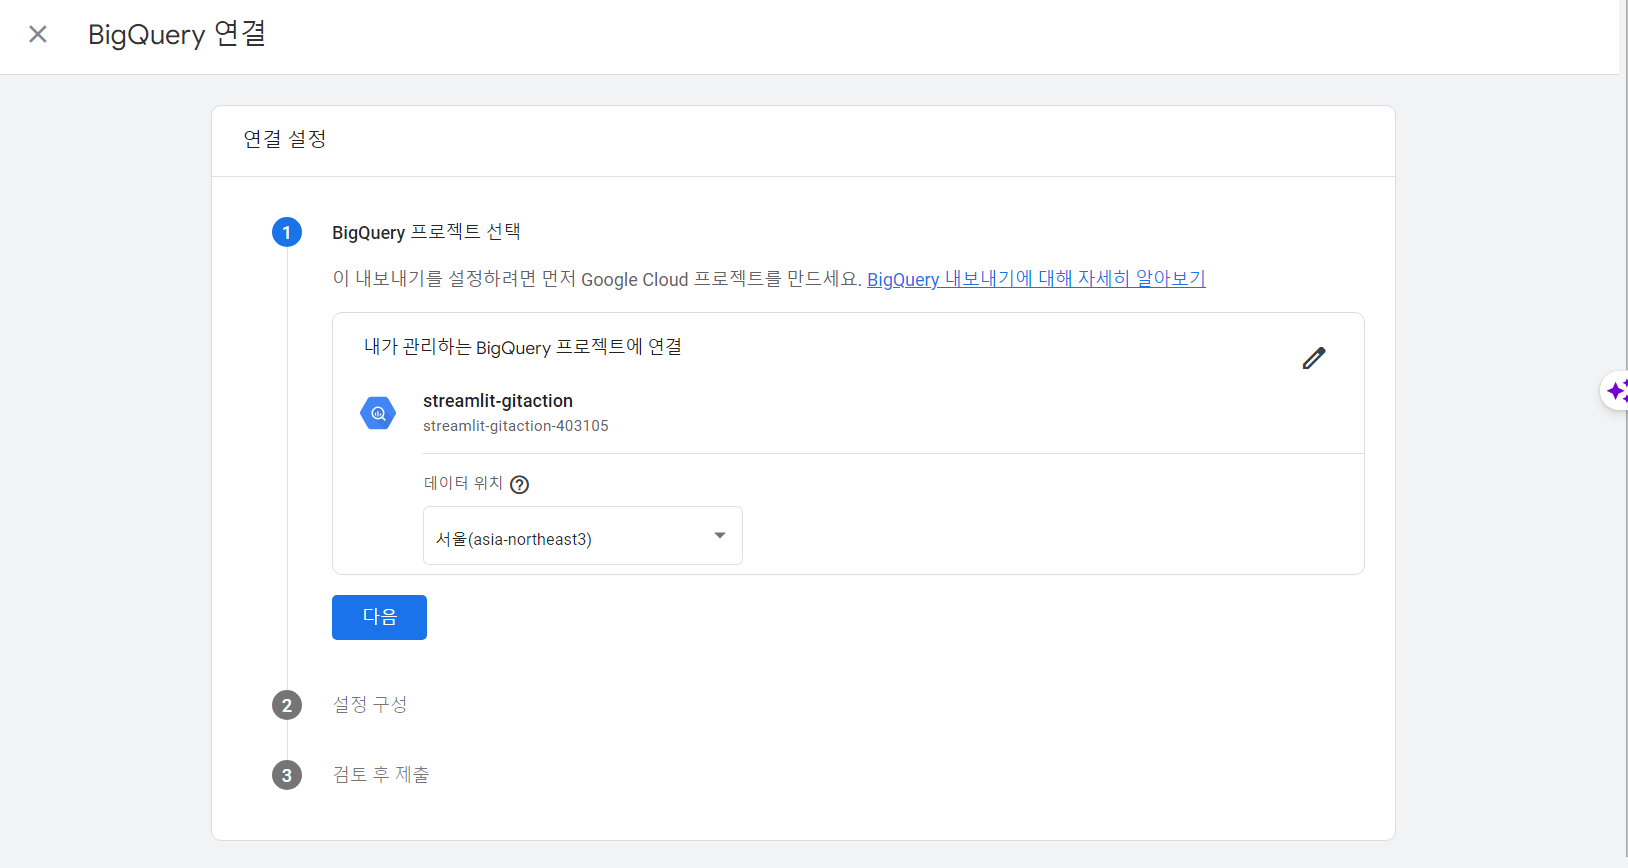 BigQuery 연결
연결 설정
1
BigQuery 프로젝트 선택
이 내보내기를 설정하려면 먼저 Google Cloud 프로젝트를 만드세요. BigQuery 내보내기에 대해 자세히 알아보기
내가 관리하는 BigQuery 프로젝트에 연결
streamlit-gitaction
streamlit-gitaction-403105
데이터 위치
서울(asia-northeast3)
다음
2
설정 구성
3
검토 후 제출